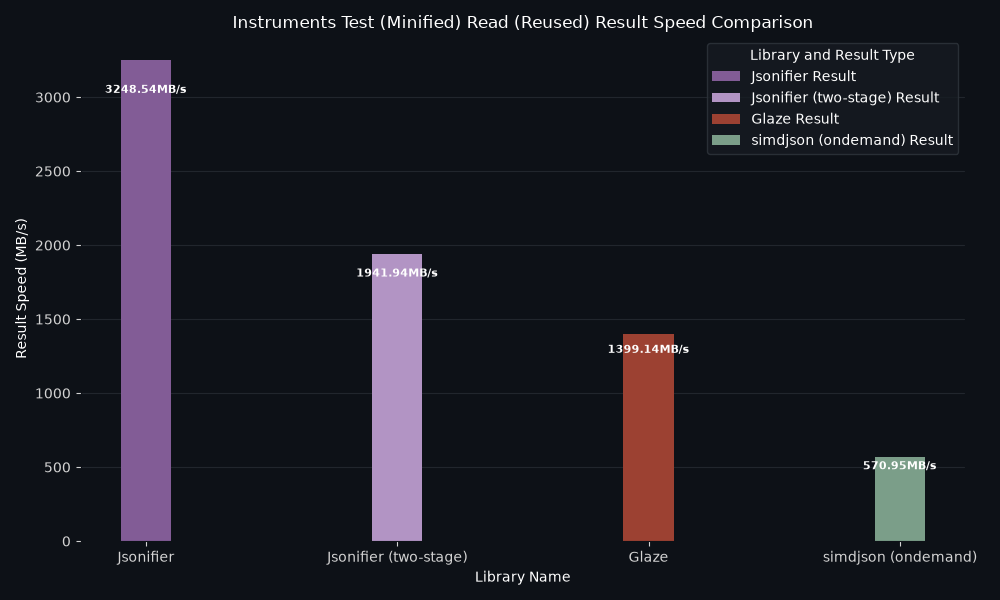 Instruments Test (Minified) Read (Reused) Result Speed Comparison
Library and Result Type
Jsonifier Result
Jsonifier (two-stage) Result
Glaze Result
simdjson (ondemand) Result
Result Speed (MB/s)
3000
2500
2000
1500
1000
500
0
3248.54MB/s
1941.94MB/s
1399.14MB/s
570.95MB/s
Jsonifier
Jsonifier (two-stage)
Glaze
simdjson (ondemand)
Library Name